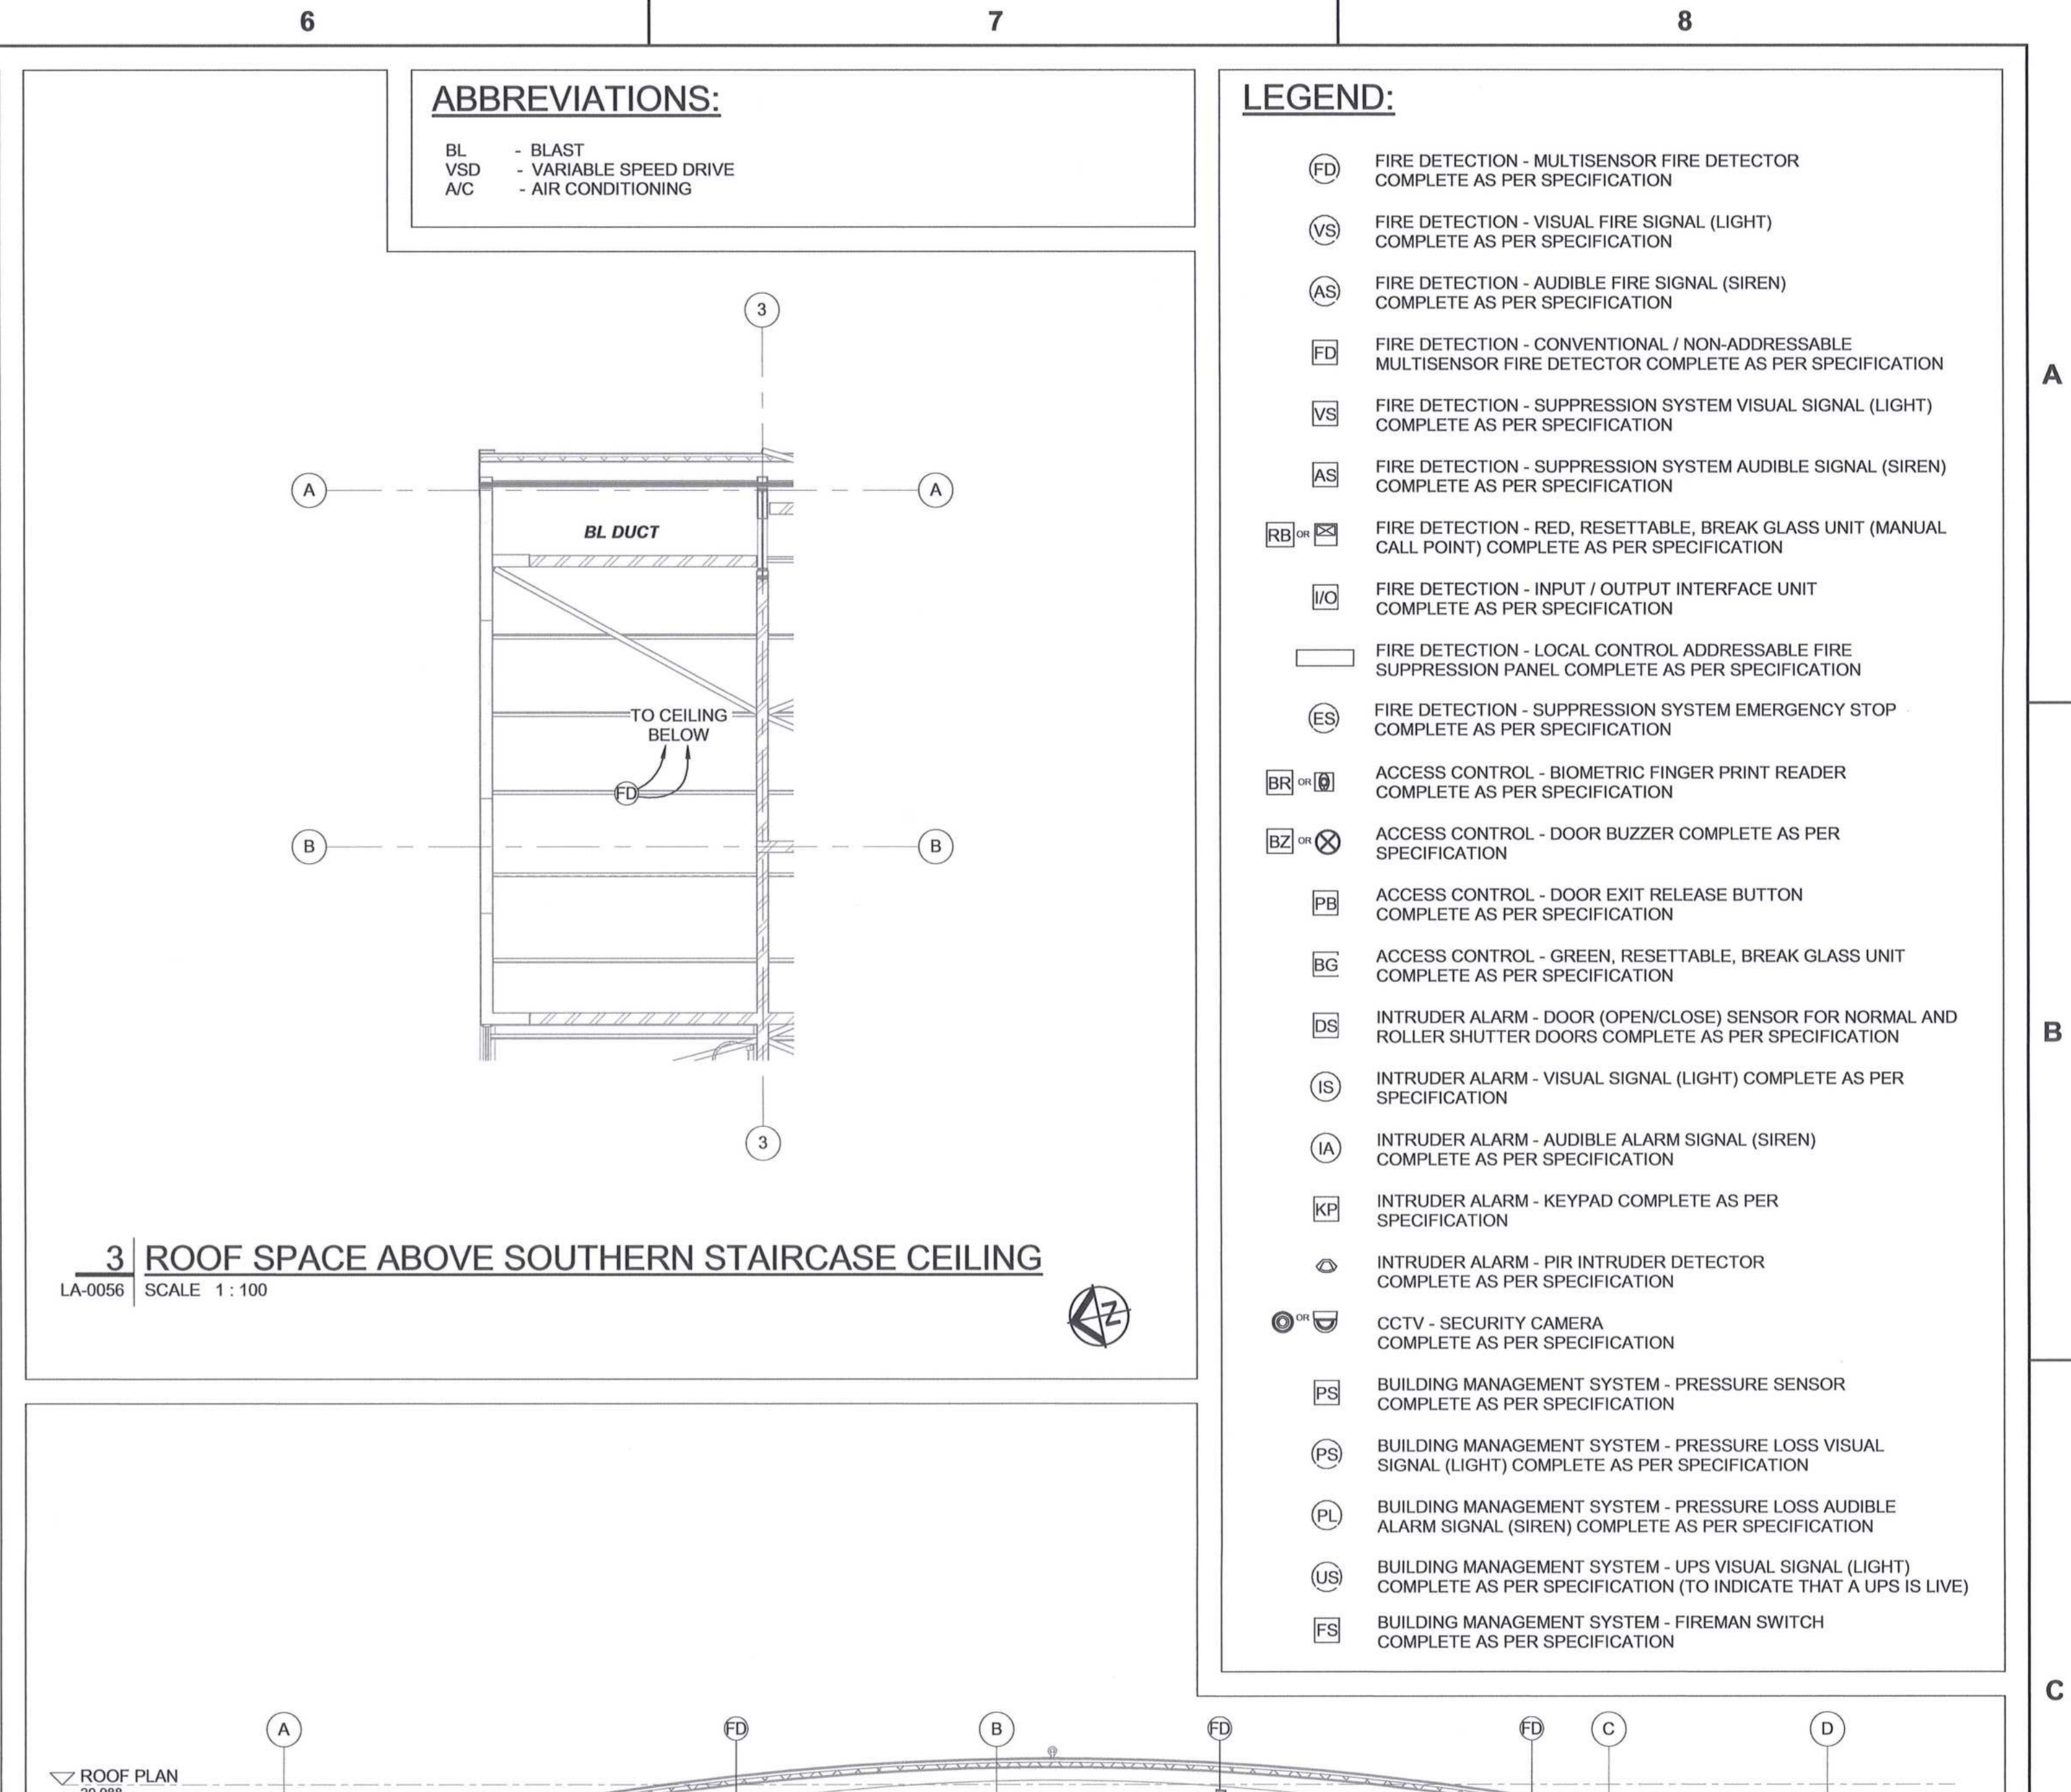 6
7
8
ABBREVIATIONS:
BL - BLAST
VSD - VARIABLE SPEED DRIVE
A/C - AIR CONDITIONING
3
A
A
BL DUCT
TO CEILING
BELOW
FD
B
B
3
3 ROOF SPACE ABOVE SOUTHERN STAIRCASE CEILING
LA-0056 SCALE 1 : 100
Z
LEGEND:
FD FIRE DETECTION - MULTISENSOR FIRE DETECTOR
COMPLETE AS PER SPECIFICATION
VS FIRE DETECTION - VISUAL FIRE SIGNAL (LIGHT)
COMPLETE AS PER SPECIFICATION
AS FIRE DETECTION - AUDIBLE FIRE SIGNAL (SIREN)
COMPLETE AS PER SPECIFICATION
FD FIRE DETECTION - CONVENTIONAL / NON-ADDRESSABLE
MULTISENSOR FIRE DETECTOR COMPLETE AS PER SPECIFICATION
VS FIRE DETECTION - SUPPRESSION SYSTEM VISUAL SIGNAL (LIGHT)
COMPLETE AS PER SPECIFICATION
AS FIRE DETECTION - SUPPRESSION SYSTEM AUDIBLE SIGNAL (SIREN)
COMPLETE AS PER SPECIFICATION
RB OR FIRE DETECTION - RED, RESETTABLE, BREAK GLASS UNIT (MANUAL
CALL POINT) COMPLETE AS PER SPECIFICATION
I/O FIRE DETECTION - INPUT / OUTPUT INTERFACE UNIT
COMPLETE AS PER SPECIFICATION
FIRE DETECTION - LOCAL CONTROL ADDRESSABLE FIRE
SUPPRESSION PANEL COMPLETE AS PER SPECIFICATION
ES FIRE DETECTION - SUPPRESSION SYSTEM EMERGENCY STOP
COMPLETE AS PER SPECIFICATION
BR OR ACCESS CONTROL - BIOMETRIC FINGER PRINT READER
COMPLETE AS PER SPECIFICATION
BZ OR ACCESS CONTROL - DOOR BUZZER COMPLETE AS PER
SPECIFICATION
PB ACCESS CONTROL - DOOR EXIT RELEASE BUTTON
COMPLETE AS PER SPECIFICATION
BG ACCESS CONTROL - GREEN, RESETTABLE, BREAK GLASS UNIT
COMPLETE AS PER SPECIFICATION
DS INTRUDER ALARM - DOOR (OPEN/CLOSE) SENSOR FOR NORMAL AND
ROLLER SHUTTER DOORS COMPLETE AS PER SPECIFICATION
IS INTRUDER ALARM - VISUAL SIGNAL (LIGHT) COMPLETE AS PER
SPECIFICATION
IA INTRUDER ALARM - AUDIBLE ALARM SIGNAL (SIREN)
COMPLETE AS PER SPECIFICATION
KP INTRUDER ALARM - KEYPAD COMPLETE AS PER
SPECIFICATION
INTRUDER ALARM - PIR INTRUDER DETECTOR
COMPLETE AS PER SPECIFICATION
OR CCTV - SECURITY CAMERA
COMPLETE AS PER SPECIFICATION
PS BUILDING MANAGEMENT SYSTEM - PRESSURE SENSOR
COMPLETE AS PER SPECIFICATION
PS BUILDING MANAGEMENT SYSTEM - PRESSURE LOSS VISUAL
SIGNAL (LIGHT) COMPLETE AS PER SPECIFICATION
PL BUILDING MANAGEMENT SYSTEM - PRESSURE LOSS AUDIBLE
ALARM SIGNAL (SIREN) COMPLETE AS PER SPECIFICATION
US BUILDING MANAGEMENT SYSTEM - UPS VISUAL SIGNAL (LIGHT)
COMPLETE AS PER SPECIFICATION (TO INDICATE THAT A UPS IS LIVE)
FS BUILDING MANAGEMENT SYSTEM - FIREMAN SWITCH
COMPLETE AS PER SPECIFICATION
A
B
C
A FD B FD FD C D
ROOF PLAN